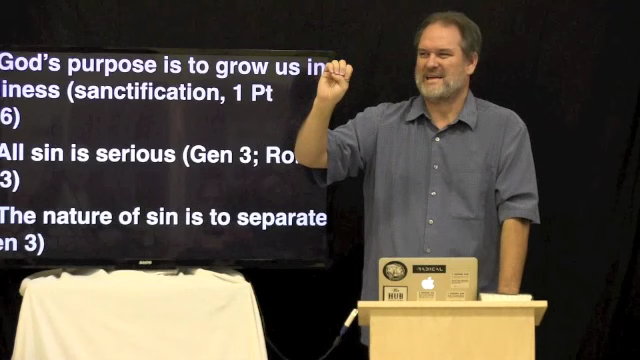 God's purpose is to grow us in
iness (sanctification, 1 Pt
6)
All sin is serious (Gen 3; Ro
3)
The nature of sin is to separate
en 3)
RADICAL
HUB